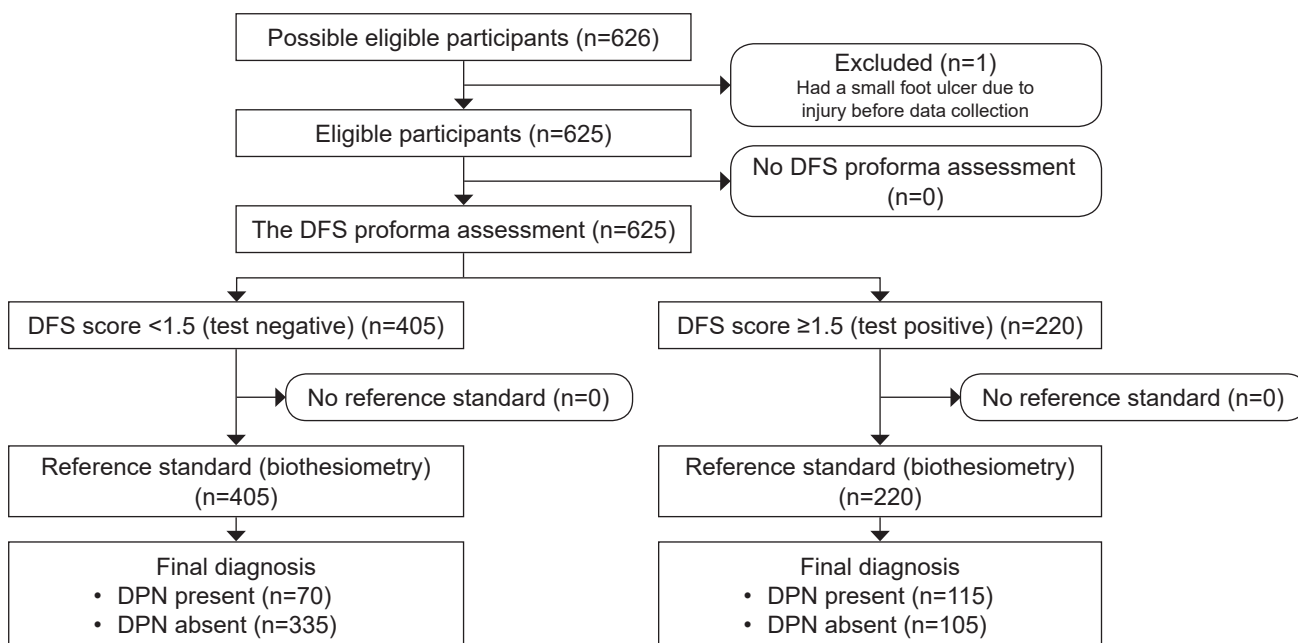 Possible eligible participants (n=626)
Excluded (n=1)
Had a small foot ulcer due to
injury before data collection
Eligible participants (n=625)
No DFS proforma assessment
(n=0)
The DFS proforma assessment (n=625)
DFS score <1.5 (test negative) (n=405)
DFS score ≥1.5 (test positive) (n=220)
No reference standard (n=0)
No reference standard (n=0)
Reference standard (biothesiometry)
(n=405)
Reference standard (biothesiometry)
(n=220)
Final diagnosis
• DPN present (n=70)
• DPN absent (n=335)
Final diagnosis
• DPN present (n=115)
• DPN absent (n=105)